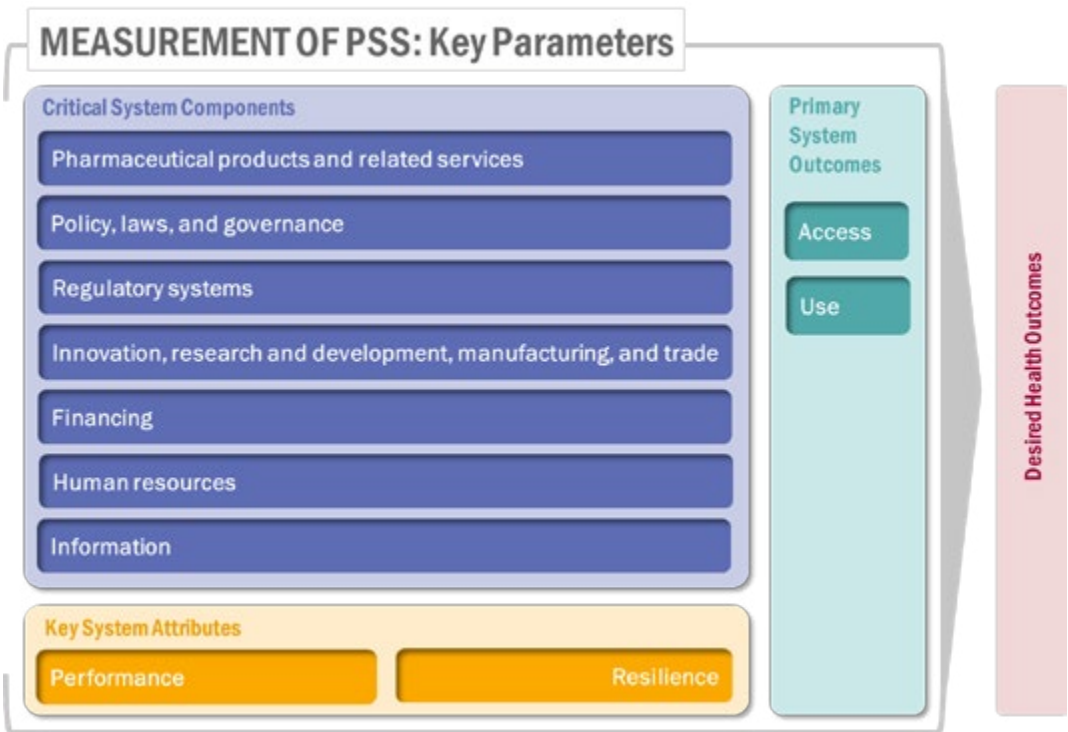 MEASUREMENT OF PSS: Key Parameters
Critical System Components
Pharmaceutical products and related services
Policy, laws, and governance
Regulatory systems
Innovation, research and development, manufacturing, and trade
Financing
Human resources
Information
Key System Attributes
Performance
Resilience
Primary
System
Outcomes
Access
Use
Desired Health Outcomes